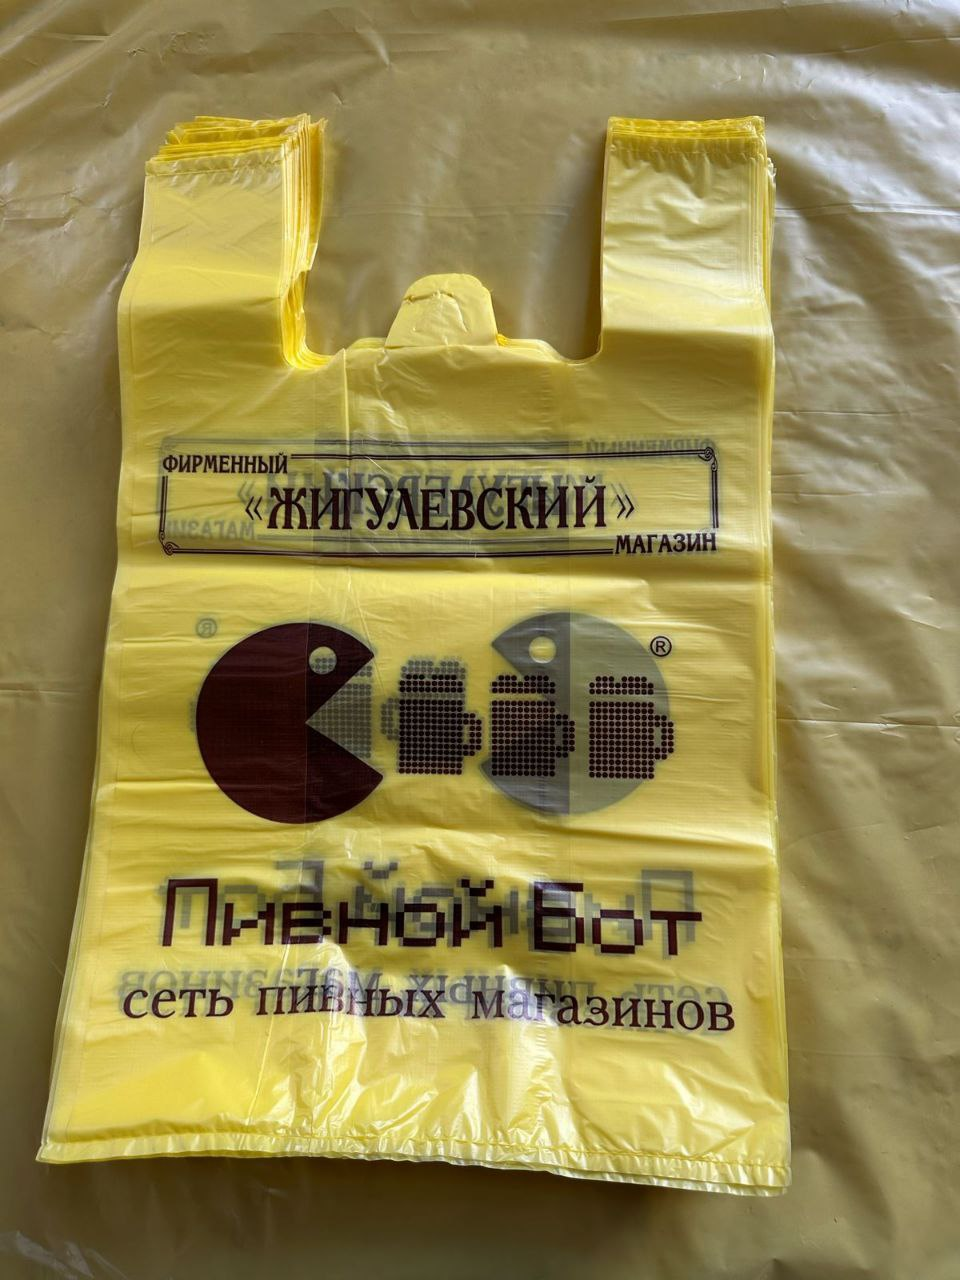 ФИРМЕННЫЙ
«ЖИГУЛЕВСКИЙ»
МАГАЗИН
®
Пивной Бот
сеть пивных магазинов